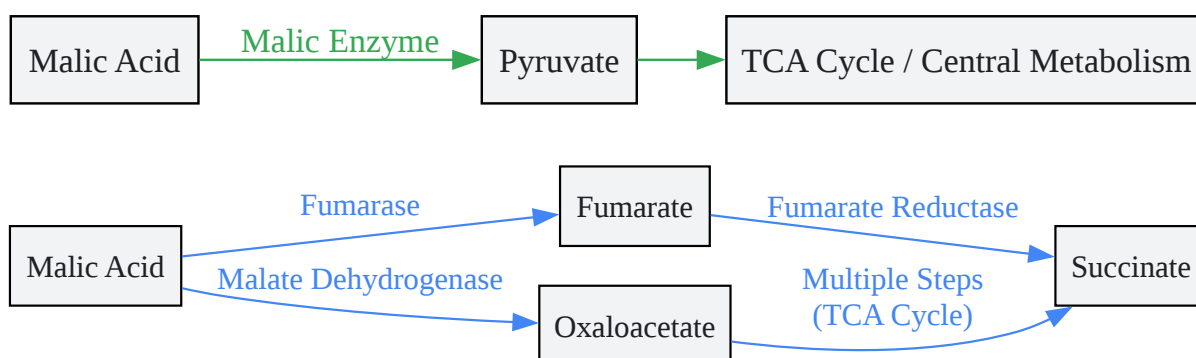 Malic Acid
Malic Enzyme
Pyruvate
TCA Cycle / Central Metabolism
Malic Acid
Fumarase
Fumarate
Fumarate Reductase
Malate Dehydrogenase
Oxaloacetate
Multiple Steps
(TCA Cycle)
Succinate